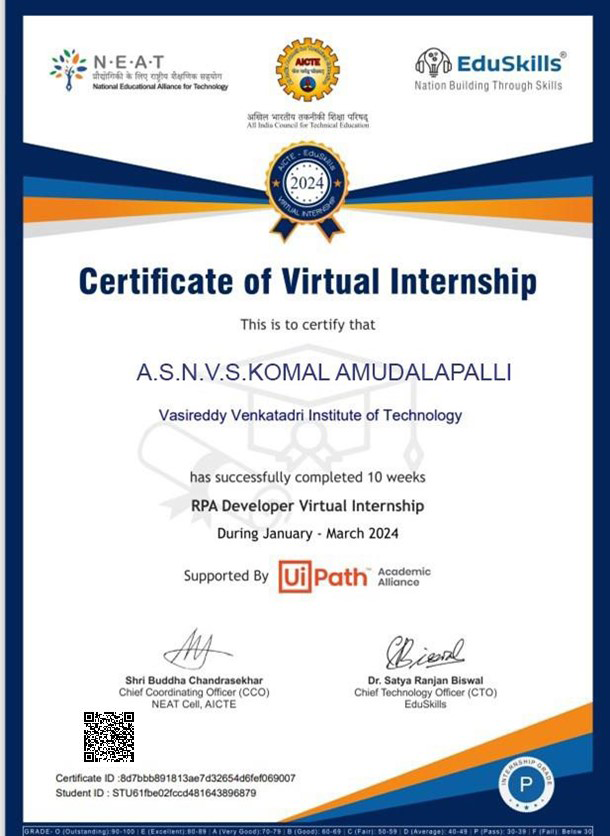 N·E·A·T
प्रौद्योगिकी के लिए राष्ट्रीय शैक्षणिक सहयोग
National Educational Alliance for Technology
AICTE
अखिल भारतीय तकनीकी शिक्षा परिषद्
All India Council for Technical Education
EduSkills®
Nation Building Through Skills
AICTE - EduSkills
2024
VIRTUAL INTERNSHIP
Certificate of Virtual Internship
This is to certify that
A.S.N.V.S.KOMAL AMUDALAPALLI
Vasireddy Venkatadri Institute of Technology
has successfully completed 10 weeks
RPA Developer Virtual Internship
During January - March 2024
Supported By UiPath™ Academic Alliance
Shri Buddha Chandrasekhar
Chief Coordinating Officer (CCO)
NEAT Cell, AICTE
Dr. Satya Ranjan Biswal
Chief Technology Officer (CTO)
EduSkills
Certificate ID :8d7bbb891813ae7d32654d6fef069007
Student ID : STU61fbe02fccd481643896879
INTERNSHIP GRADE
P
GRADE- O (Outstanding):90-100 | E (Excellent):80-89 | A (Very Good):70-79 | B (Good): 60-69 | C (Fair): 50-59 | D (Average): 40-49 | P (Pass): 30-39 | F (Fail): Below 30